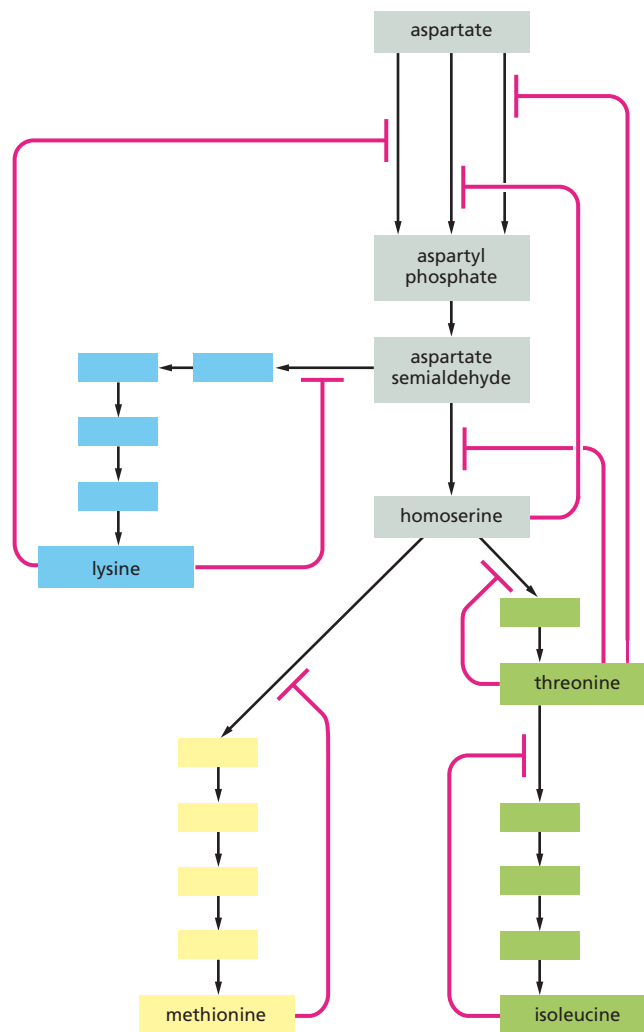 aspartate
aspartyl
phosphate
aspartate
semialdehyde
homoserine
lysine
threonine
methionine
isoleucine